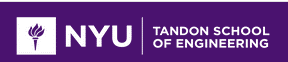 NYU
TANDON SCHOOL
OF ENGINEERING